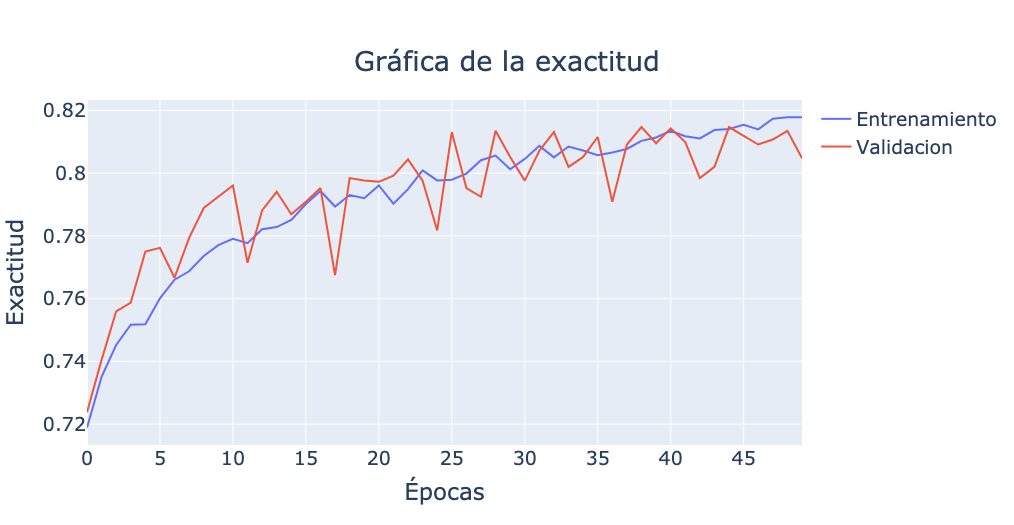 Gráfica de la exactitud
Entrenamiento
Validacion
Exactitud
0.82
0.8
0.78
0.76
0.74
0.72
0 5 10 15 20 25 30 35 40 45
Épocas